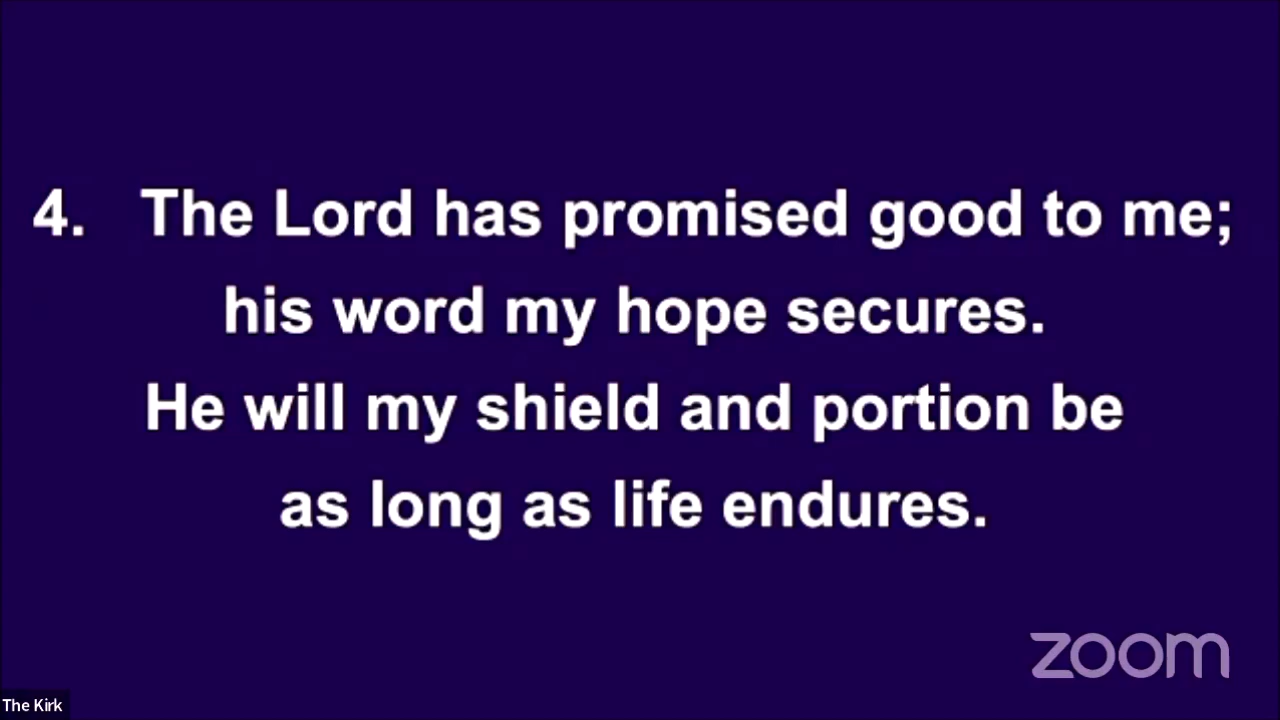 4. The Lord has promised good to me;
his word my hope secures.
He will my shield and portion be
as long as life endures.
zoom
The Kirk